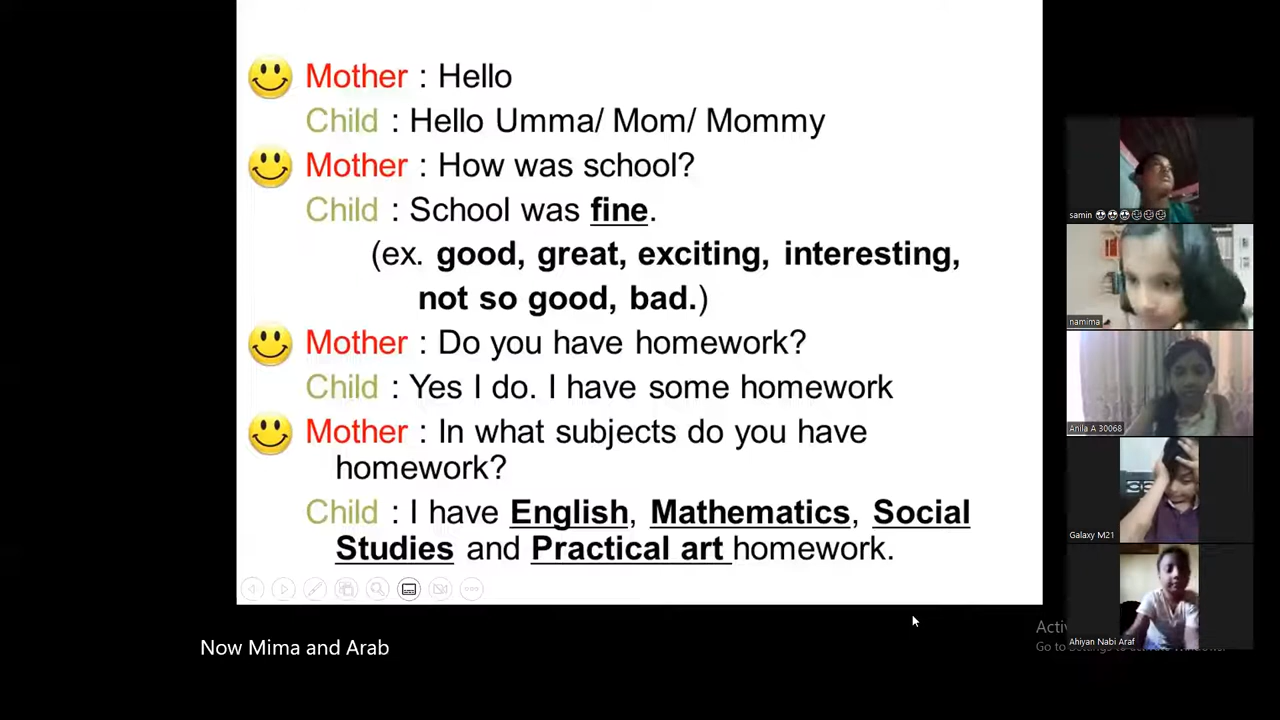 Mother : Hello
Child : Hello Umma/ Mom/ Mommy
Mother : How was school?
Child : School was fine.
(ex. good, great, exciting, interesting,
not so good, bad.)
Mother : Do you have homework?
Child : Yes I do. I have some homework
Mother : In what subjects do you have
homework?
Child : I have English, Mathematics, Social
Studies and Practical art homework.
Now Mima and Arab
samin
namima
Anila A 30068
Galaxy M21
Ahiyan Nabi Araf
Go to Settings to